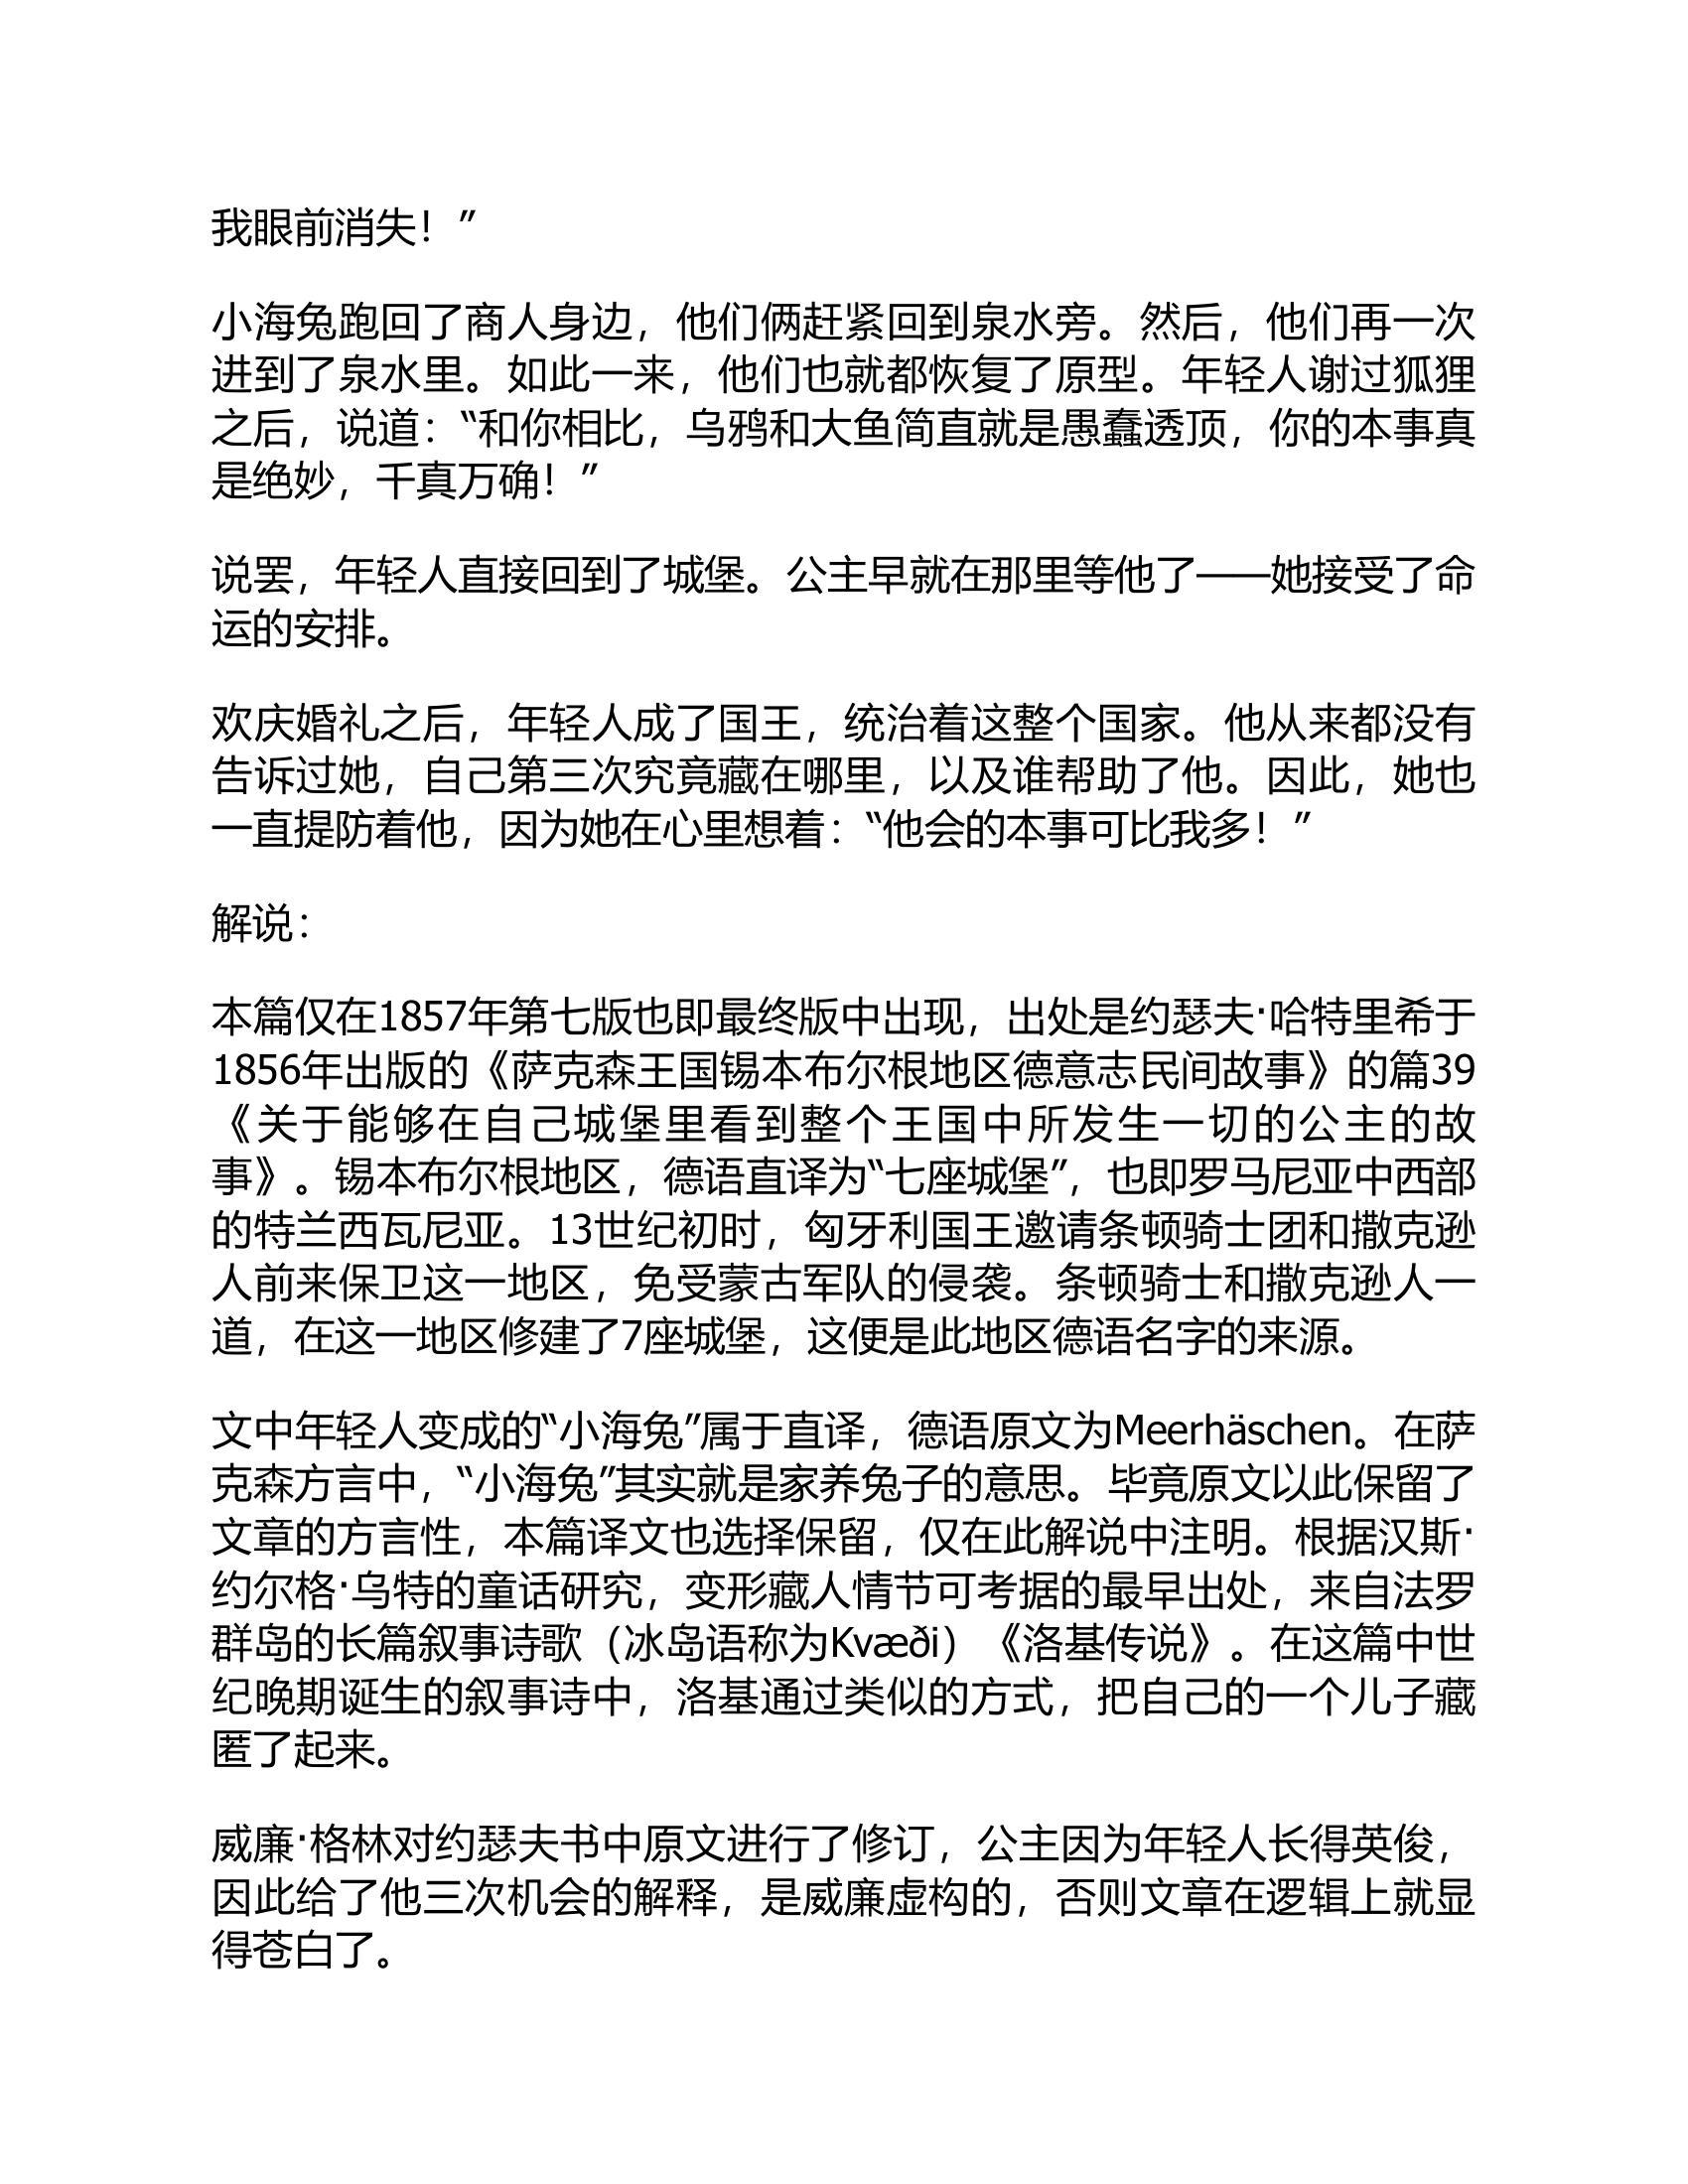 我眼前消失！”
小海兔跑回了商人身边，他们俩赶紧回到泉水旁。然后，他们再一次
进到了泉水里。如此一来，他们也就都恢复了原型。年轻人谢过狐狸
之后，说道：“和你相比，乌鸦和大鱼简直就是愚蠢透顶，你的本事真
是绝妙，千真万确！”
说罢，年轻人直接回到了城堡。公主早就在那里等他了——她接受了命
运的安排。
欢庆婚礼之后，年轻人成了国王，统治着这整个国家。他从来都没有
告诉过她，自己第三次究竟藏在哪里，以及谁帮助了他。因此，她也
一直提防着他，因为她在心里想着：“他会的本事可比我多！”
解说：
本篇仅在1857年第七版也即最终版中出现，出处是约瑟夫·哈特里希于
1856年出版的《萨克森王国锡本布尔根地区德意志民间故事》的篇39
《关于能够在自己城堡里看到整个王国中所发生一切的公主的故
事》。锡本布尔根地区，德语直译为“七座城堡”，也即罗马尼亚中西部
的特兰西瓦尼亚。13世纪初时，匈牙利国王邀请条顿骑士团和撒克逊
人前来保卫这一地区，免受蒙古军队的侵袭。条顿骑士和撒克逊人一
道，在这一地区修建了7座城堡，这便是此地区德语名字的来源。
文中年轻人变成的“小海兔”属于直译，德语原文为Meerhäschen。在萨
克森方言中，“小海兔”其实就是家养兔子的意思。毕竟原文以此保留了
文章的方言性，本篇译文也选择保留，仅在此解说中注明。根据汉斯·
约尔格·乌特的童话研究，变形藏人情节可考据的最早出处，来自法罗
群岛的长篇叙事诗歌（冰岛语称为Kvæði）《洛基传说》。在这篇中世
纪晚期诞生的叙事诗中，洛基通过类似的方式，把自己的一个儿子藏
匿了起来。
威廉·格林对约瑟夫书中原文进行了修订，公主因为年轻人长得英俊，
因此给了他三次机会的解释，是威廉虚构的，否则文章在逻辑上就显
得苍白了。